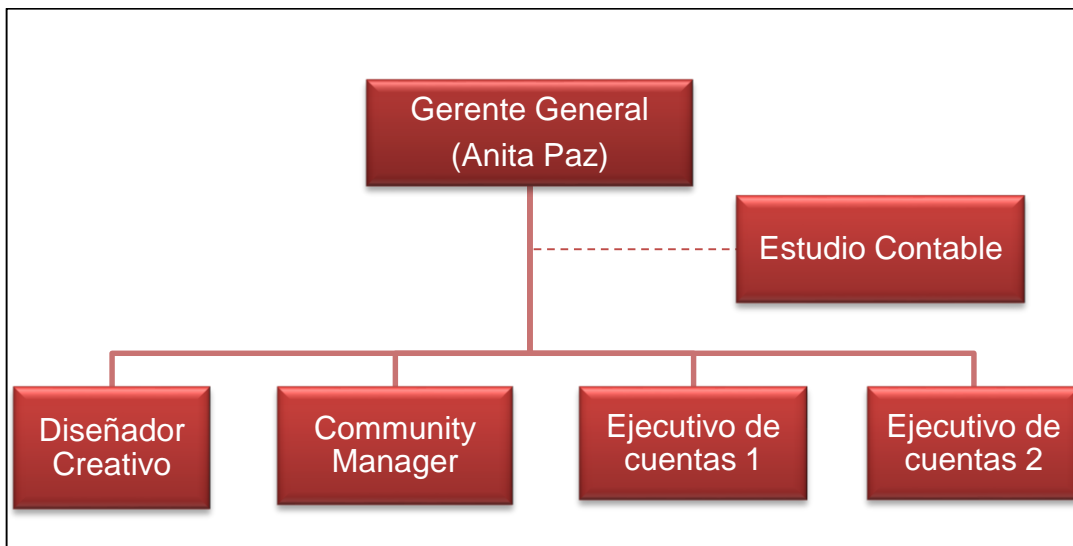 Gerente General
(Anita Paz)
Estudio Contable
Diseñador
Creativo
Community
Manager
Ejecutivo de
cuentas 1
Ejecutivo de
cuentas 2